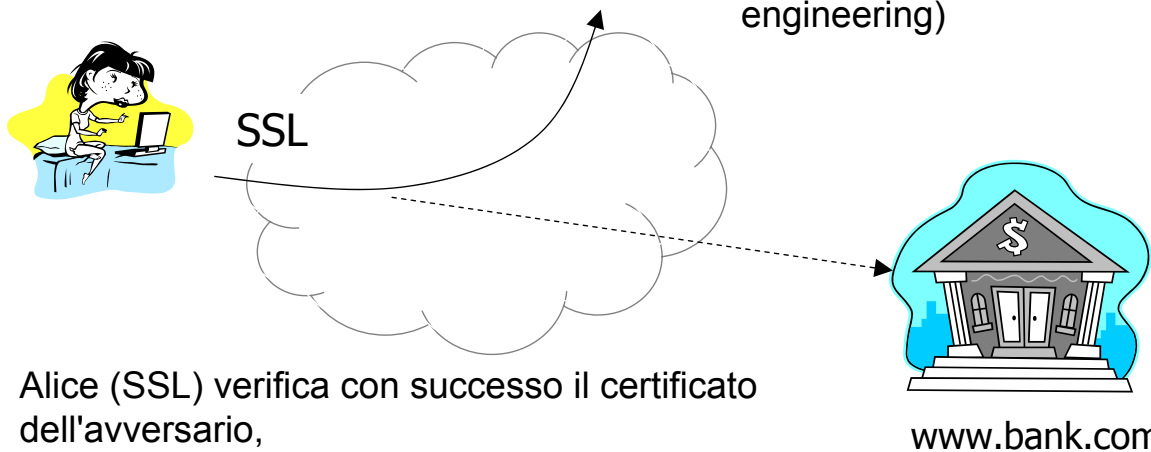 engineering)
SSL
$
Alice (SSL) verifica con successo il certificato
dell'avversario,
www.bank.com